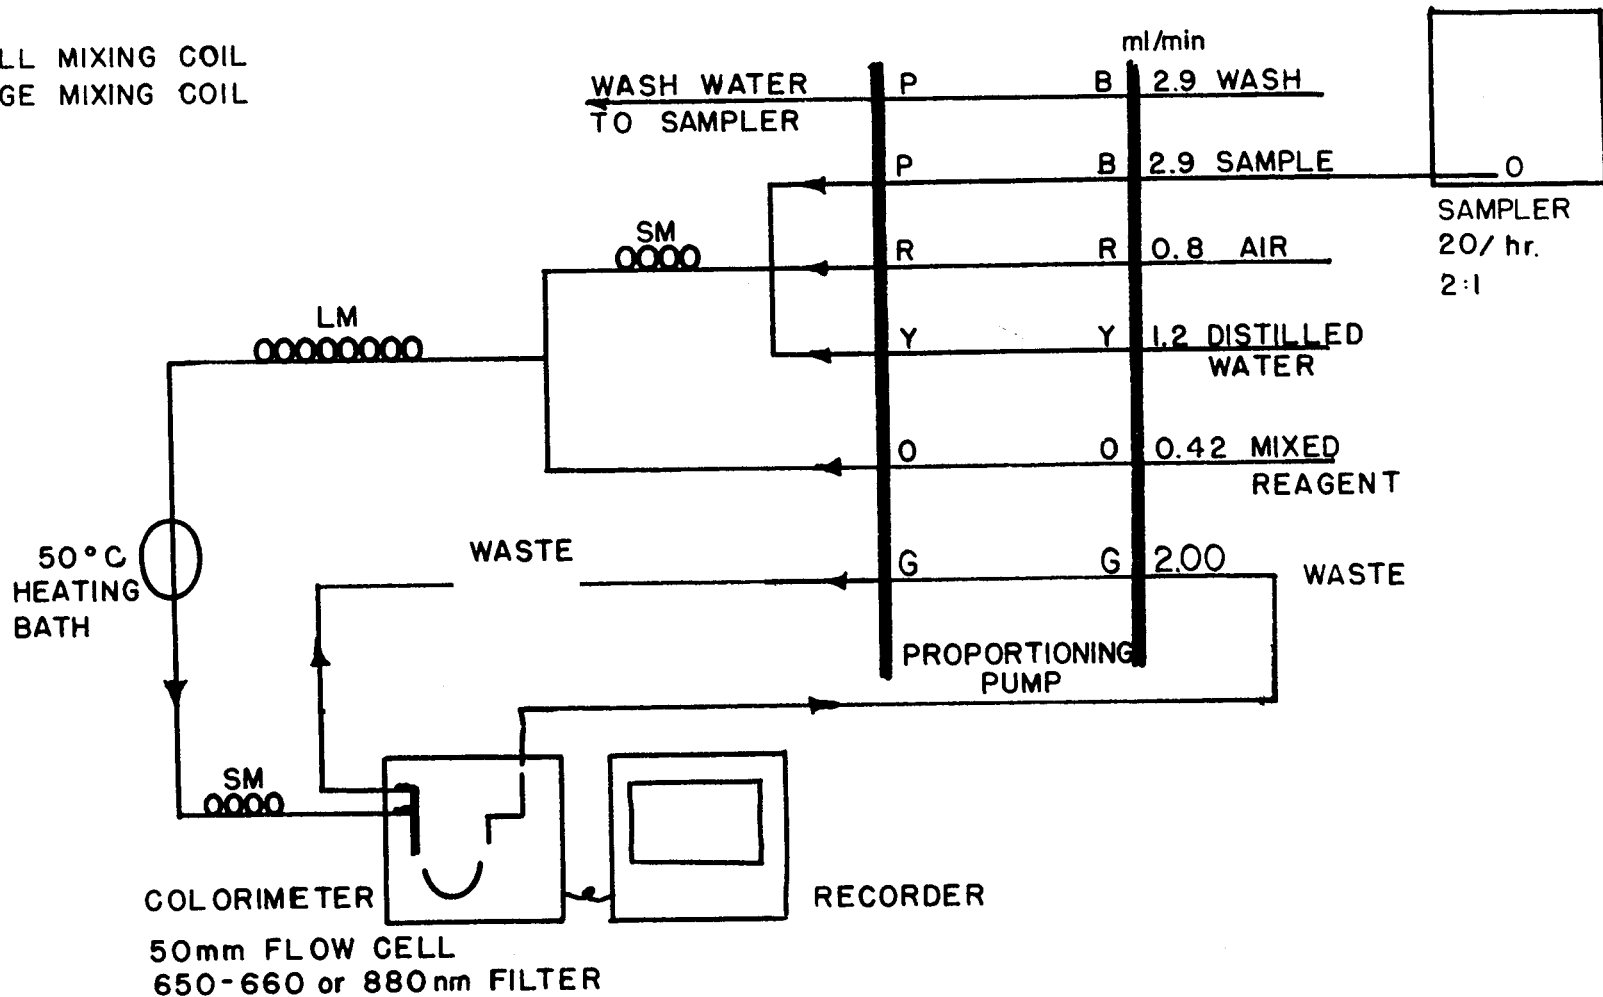 LL MIXING COIL
GE MIXING COIL
ml/min
WASH WATER
TO SAMPLER
P B 2.9 WASH
P B 2.9 SAMPLE
O
SAMPLER
20/ hr.
2:1
SM
R R 0.8 AIR
LM
Y Y 1.2 DISTILLED
WATER
O O 0.42 MIXED
REAGENT
50°C
HEATING
BATH
WASTE
G G 2.00
WASTE
PROPORTIONING
PUMP
SM
COLORIMETER
RECORDER
50mm FLOW CELL
650-660 or 880nm FILTER